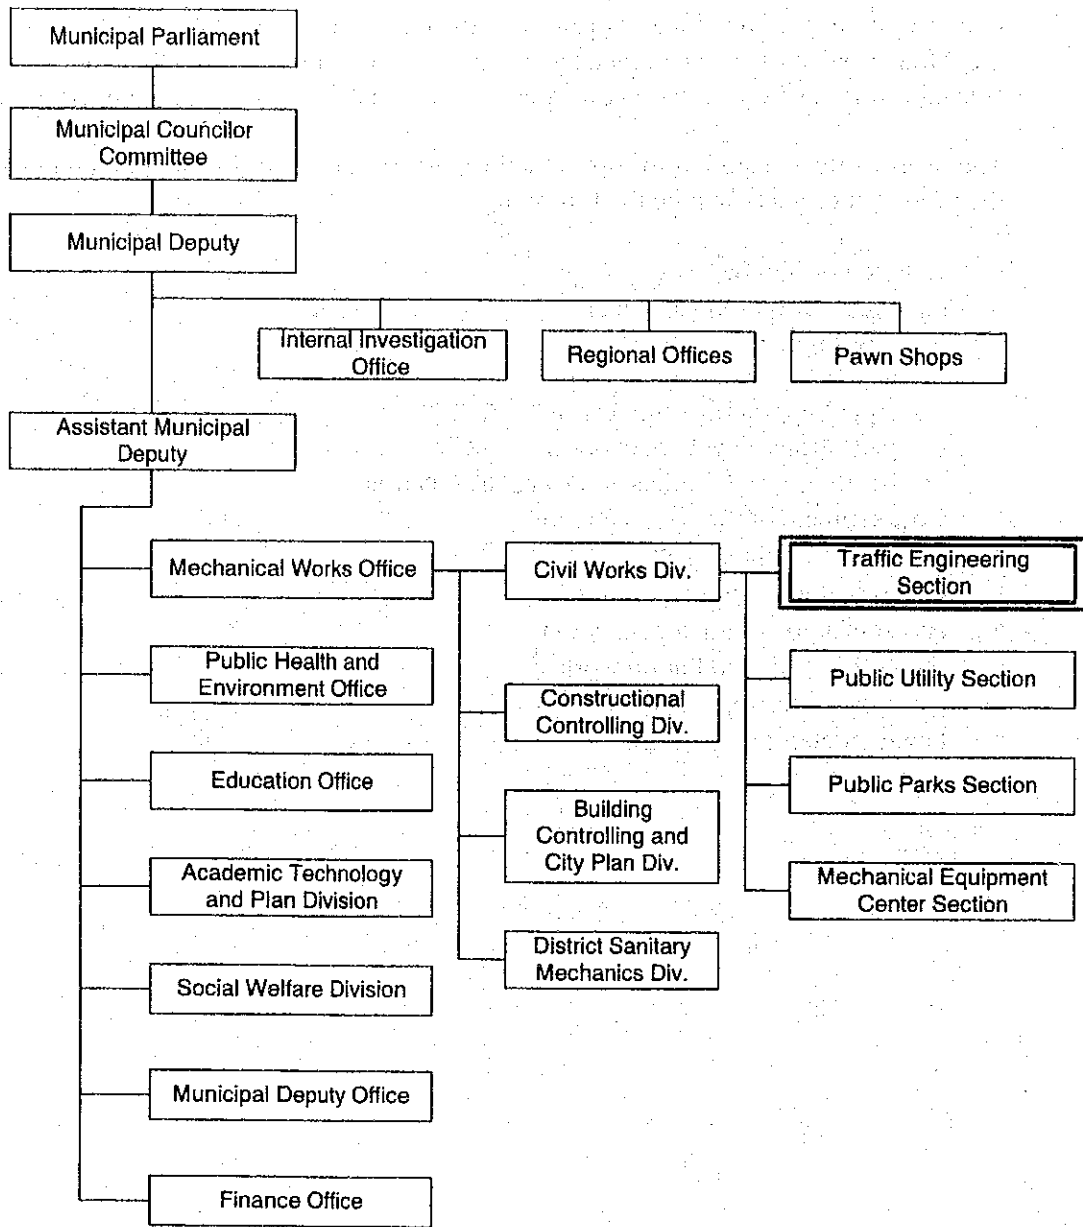 Municipal Parliament
Municipal Councilor
Committee
Municipal Deputy
Internal Investigation
Office
Regional Offices
Pawn Shops
Assistant Municipal
Deputy
Mechanical Works Office
Civil Works Div.
Traffic Engineering
Section
Public Health and
Environment Office
Constructional
Controlling Div.
Public Utility Section
Education Office
Building
Controlling and
City Plan Div.
Public Parks Section
Academic Technology
and Plan Division
Mechanical Equipment
Center Section
Social Welfare Division
District Sanitary
Mechanics Div.
Municipal Deputy Office
Finance Office